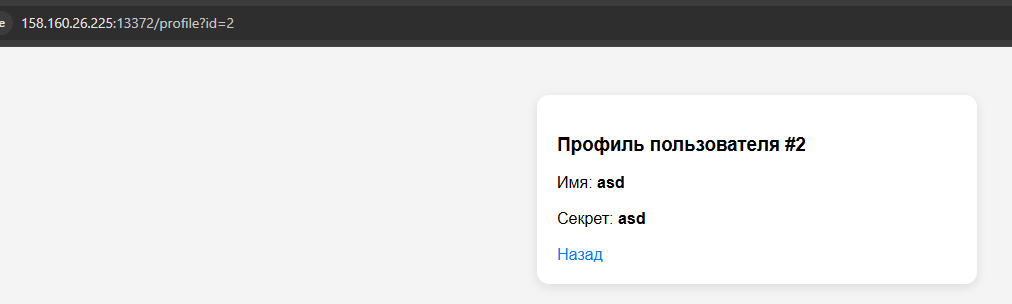 e 158.160.26.225:13372/profile?id=2
Профиль пользователя #2
Имя: asd
Секрет: asd
Назад